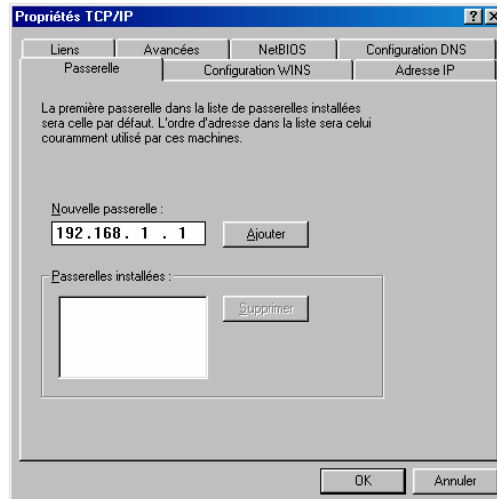 Propriétés TCP/IP
Liens Avancées NetBIOS Configuration DNS
Passerelle Configuration WINS Adresse IP
La première passerelle dans la liste de passerelles installées
sera celle par défaut. L'ordre d'adresse dans la liste sera celui
couramment utilisé par ces machines.
Nouvelle passerelle :
192.168. 1 . 1 Ajouter
Passerelles installées :
Supprimer
OK Annuler